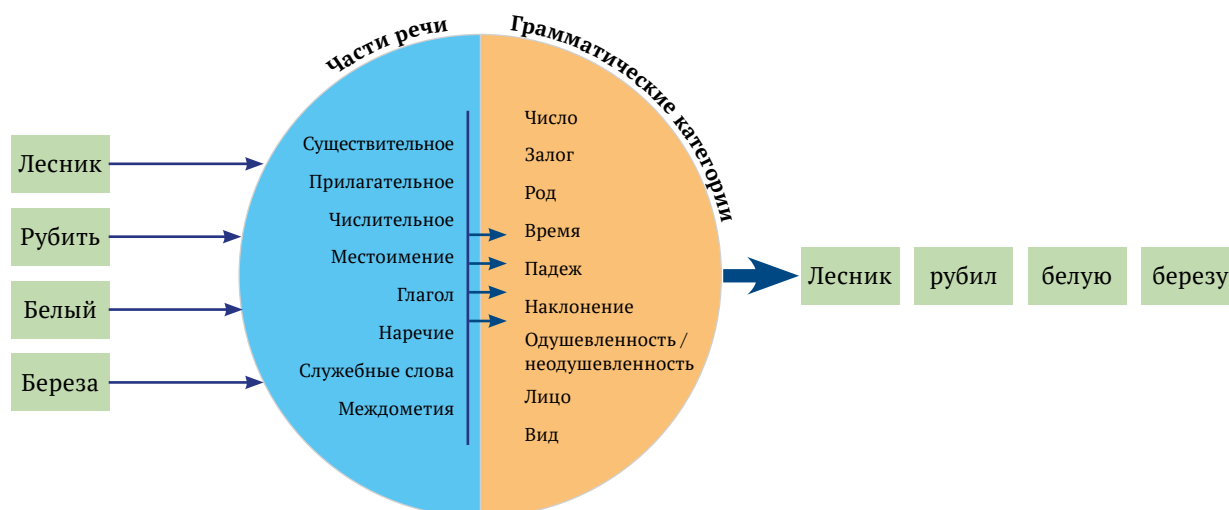 Части речи
Грамматические категории
Лесник
Рубить
Белый
Береза
Существительное
Прилагательное
Числительное
Местоимение
Глагол
Наречие
Служебные слова
Междометия
Число
Залог
Род
Время
Падеж
Наклонение
Одушевленность /
неодушевленность
Лицо
Вид
Лесник рубил белую березу